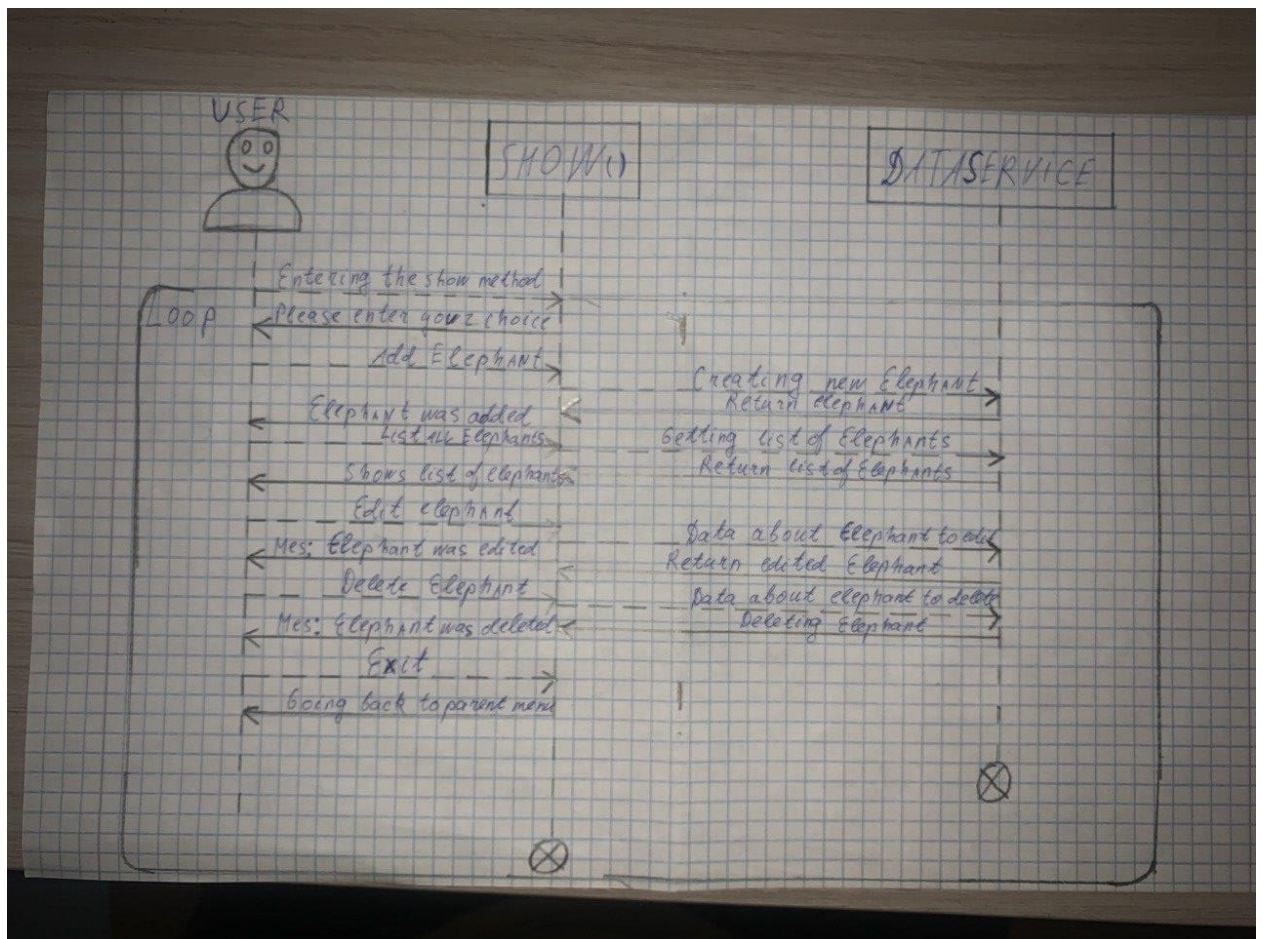 USER
SHOW()
DATASERVICE
Entering the show method
LOOP
Please enter your choice
Add ElephANt
Creating new ElephANt
Return elephANt
ElephANt was added
List ALL Elephants
Getting list of ElephAnts
Return list of ElephAnts
Shows list of elephants
Edit elephANt
Data about Elephant to edit
Mes: Elephant was edited
Return edited ElephAnt
Delete ElephAnt
Data about elephant to delete
Mes: ElephAnt was deleted
Deleting Elephant
Exit
Going back to parent menu